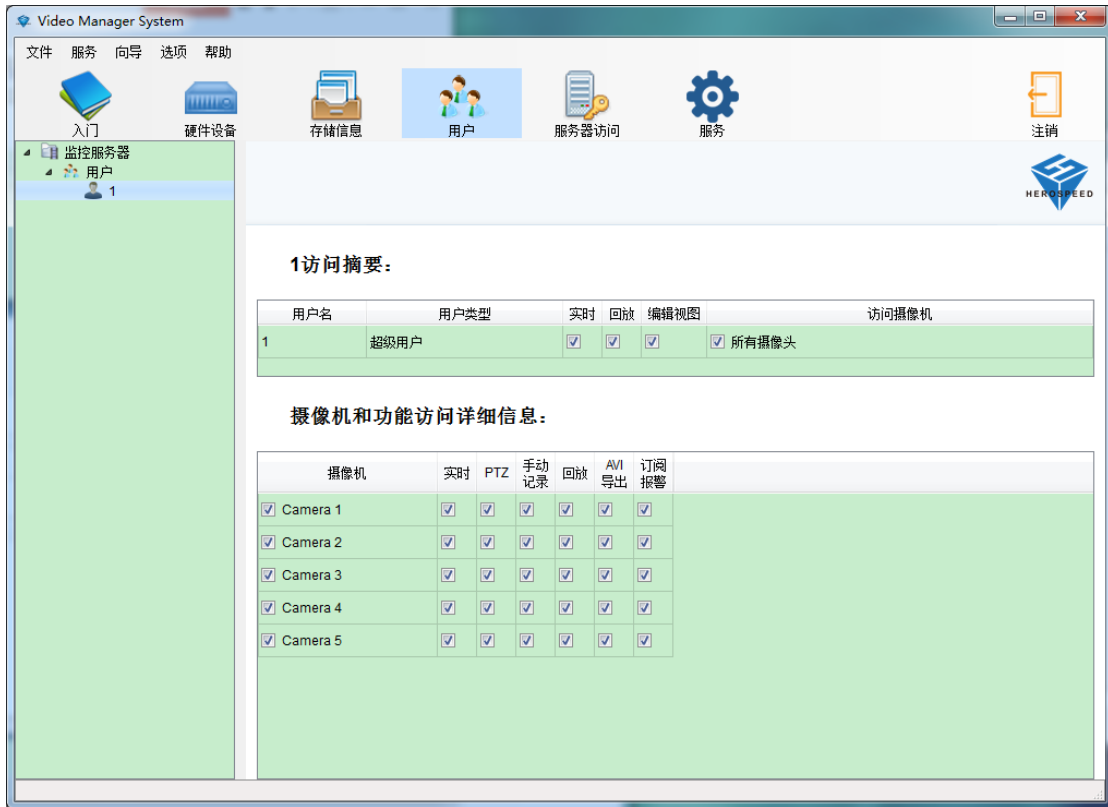 Video Manager System
文件 服务 向导 选项 帮助
入门 硬件设备 存储信息 用户 服务器访问 服务 注销
监控服务器
用户
1
HEROSPEED
1访问摘要：
用户名 用户类型 实时 回放 编辑视图 访问摄像机
1 超级用户 所有摄像头
摄像机和功能访问详细信息：
摄像机 实时 PTZ 手动记录 回放 AVI导出 订阅报警
Camera 1
Camera 2
Camera 3
Camera 4
Camera 5